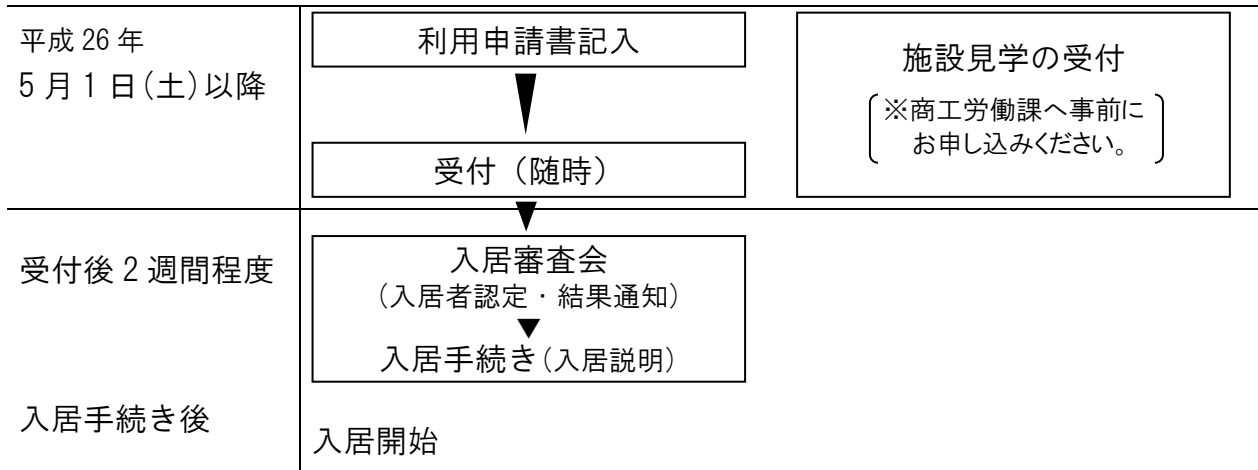 平成 26 年
5 月 1 日(土)以降
利用申請書記入
受付（随時）
施設見学の受付
※商工労働課へ事前に
お申し込みください。
受付後 2 週間程度
入居審査会
（入居者認定・結果通知）
入居手続き(入居説明)
入居手続き後
入居開始